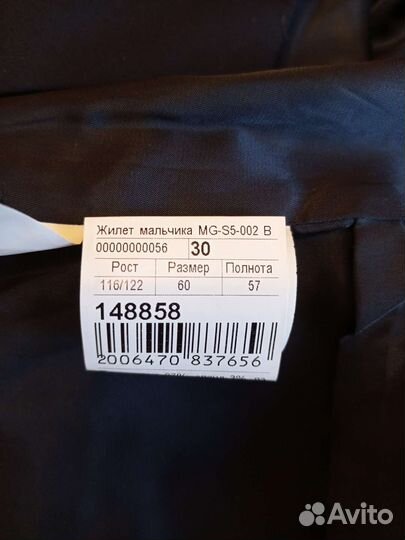 Жилет мальчика MG-S5-002 В
00000000056 30
Рост Размер Полнота
116/122 60 57
148858
2006470 837656
Avito